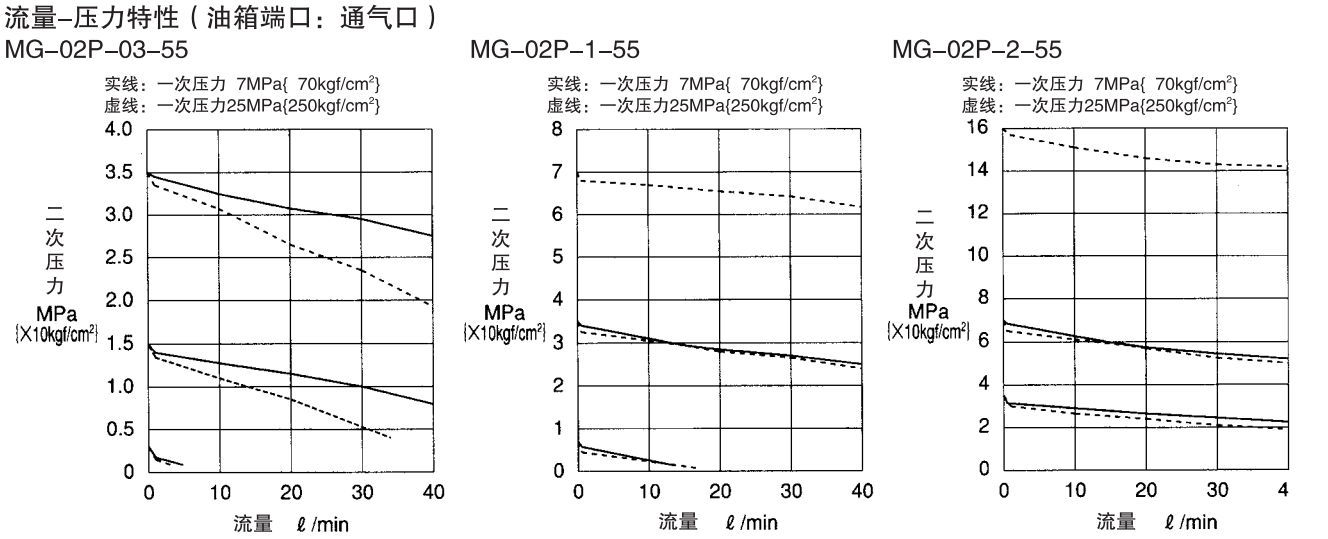 流量–压力特性（油箱端口：通气口）
MG–02P–03–55
实线：一次压力 7MPa{ 70kgf/cm²}
虚线：一次压力25MPa{250kgf/cm²}
4.0
3.5
3.0
2.5
2.0
1.5
1.0
0.5
0
二次压力
MPa
{X10kgf/cm²}
0 10 20 30 40
流量 ℓ/min
MG–02P–1–55
实线：一次压力 7MPa{ 70kgf/cm²}
虚线：一次压力25MPa{250kgf/cm²}
8
7
6
5
4
3
2
1
0
二次压力
MPa
{X10kgf/cm²}
0 10 20 30 40
流量 ℓ/min
MG–02P–2–55
实线：一次压力 7MPa{ 70kgf/cm²}
虚线：一次压力25MPa{250kgf/cm²}
16
14
12
10
8
6
4
2
0
二次压力
MPa
{X10kgf/cm²}
0 10 20 30 4
流量 ℓ/min